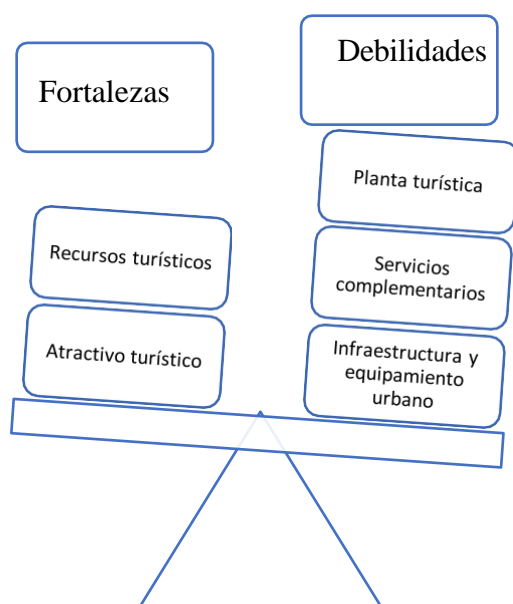 Fortalezas
Debilidades
Recursos turísticos
Atractivo turístico
Planta turística
Servicios
complementarios
Infraestructura y
equipamiento
urbano